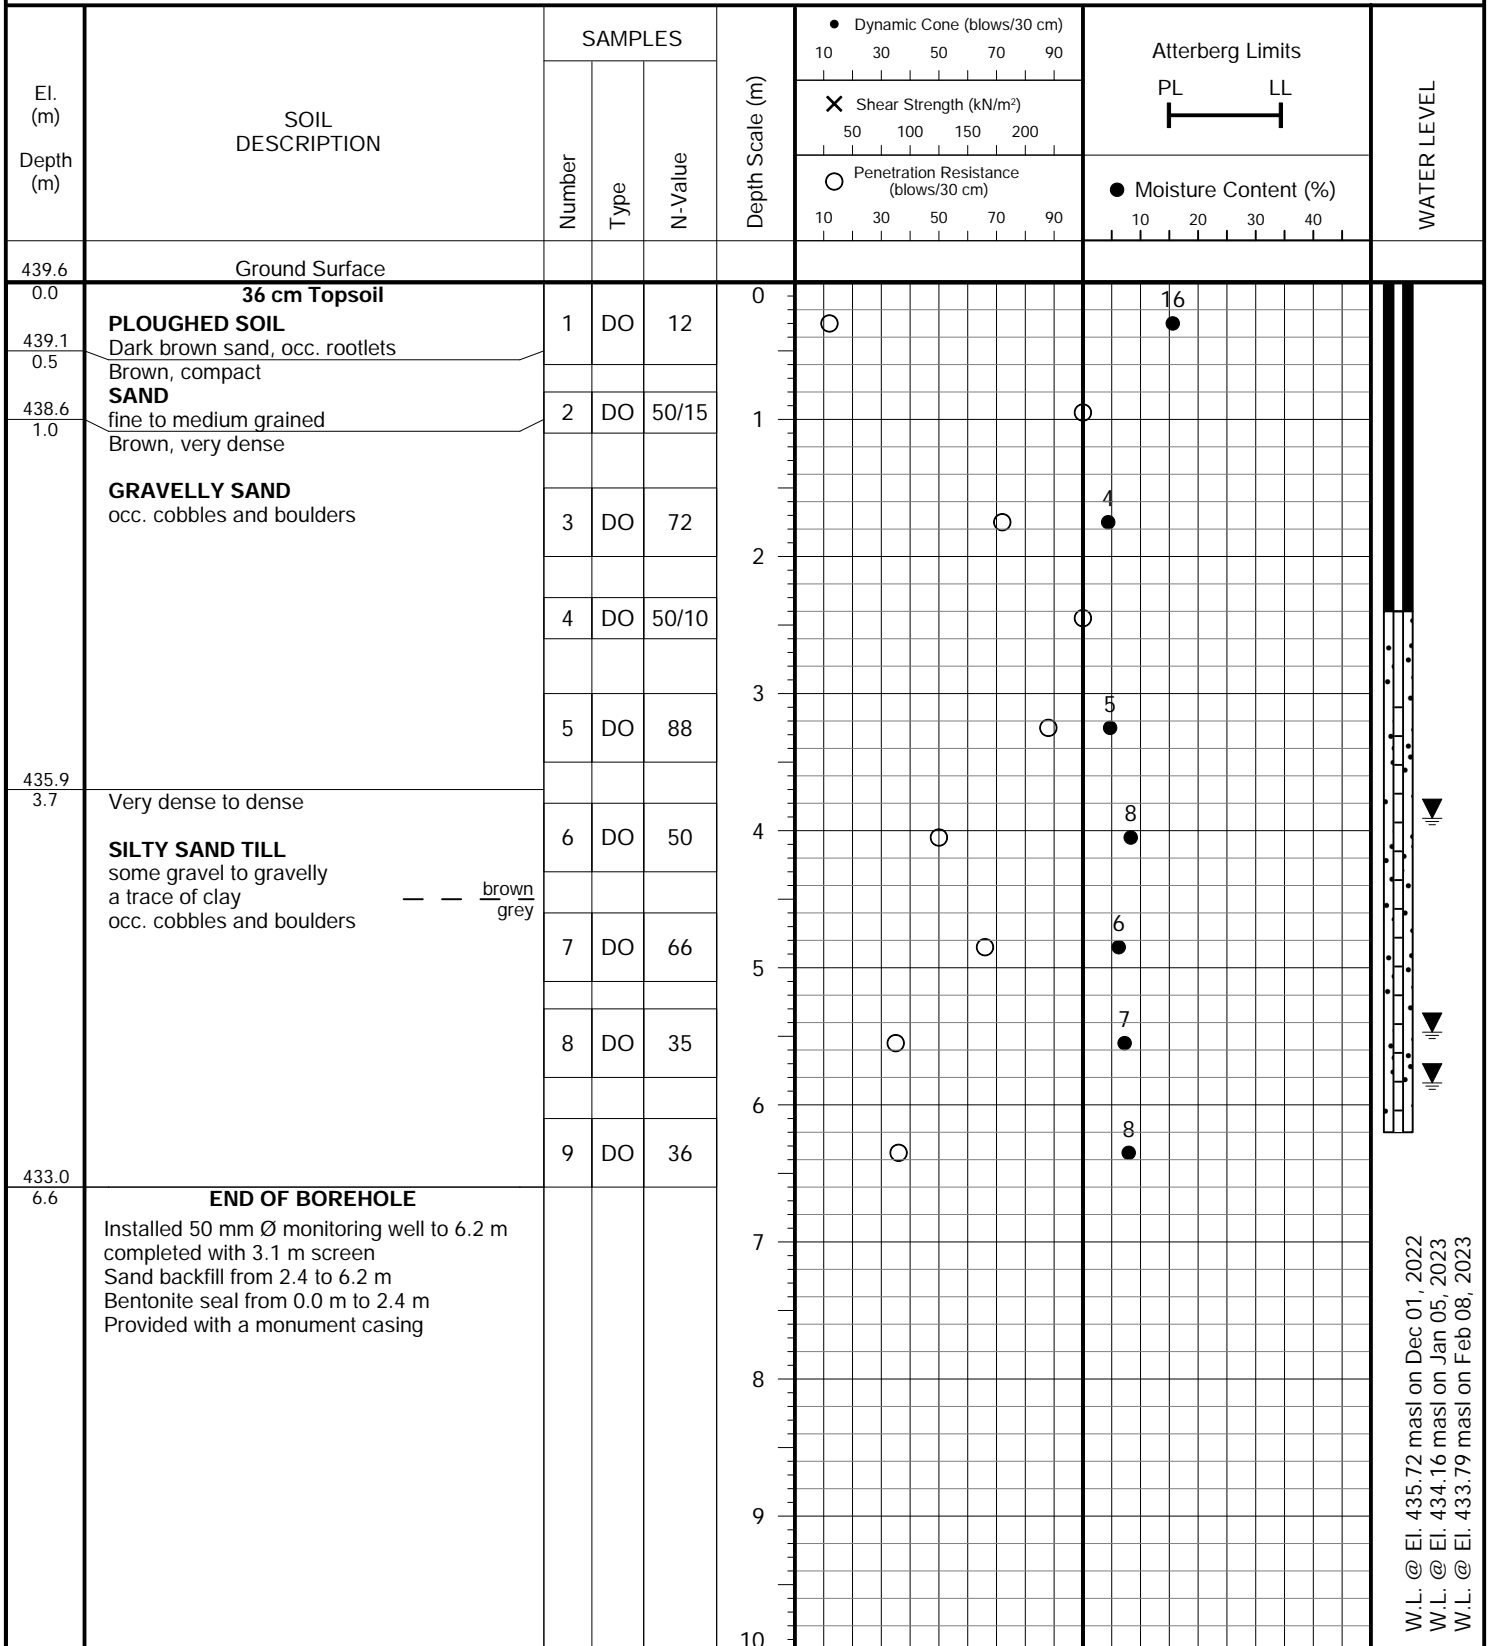 El.
(m)
Depth
(m)
SOIL
DESCRIPTION
SAMPLES
Number
Type
N-Value
Depth Scale (m)
● Dynamic Cone (blows/30 cm)
10 30 50 70 90
✕ Shear Strength (kN/m²)
50 100 150 200
○ Penetration Resistance
(blows/30 cm)
10 30 50 70 90
Atterberg Limits
PL LL
● Moisture Content (%)
10 20 30 40
WATER LEVEL
439.6 Ground Surface
0.0 36 cm Topsoil
PLOUGHED SOIL
Dark brown sand, occ. rootlets
439.1
0.5
Brown, compact
SAND
fine to medium grained
438.6
1.0
Brown, very dense
GRAVELLY SAND
occ. cobbles and boulders
435.9
3.7
Very dense to dense
SILTY SAND TILL
some gravel to gravelly
a trace of clay
occ. cobbles and boulders
brown
grey
433.0
6.6
END OF BOREHOLE
Installed 50 mm Ø monitoring well to 6.2 m
completed with 3.1 m screen
Sand backfill from 2.4 to 6.2 m
Bentonite seal from 0.0 m to 2.4 m
Provided with a monument casing
1 DO 12
2 DO 50/15
3 DO 72
4 DO 50/10
5 DO 88
6 DO 50
7 DO 66
8 DO 35
9 DO 36
0
1
2
3
4
5
6
7
8
9
10
16
4
5
8
6
7
8
W.L. @ El. 435.72 masl on Dec 01, 2022
W.L. @ El. 434.16 masl on Jan 05, 2023
W.L. @ El. 433.79 masl on Feb 08, 2023